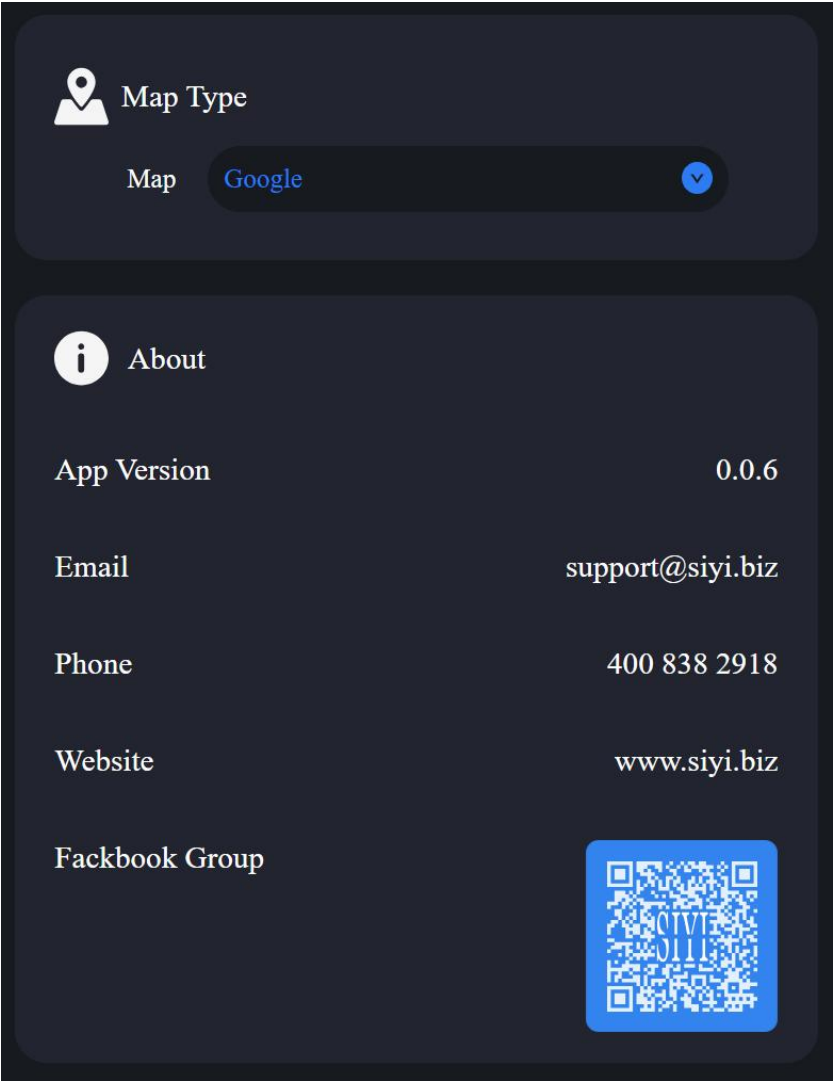 Map Type
Map Google
About
App Version 0.0.6
Email support@siyi.biz
Phone 400 838 2918
Website www.siyi.biz
Fackbook Group
SIYI